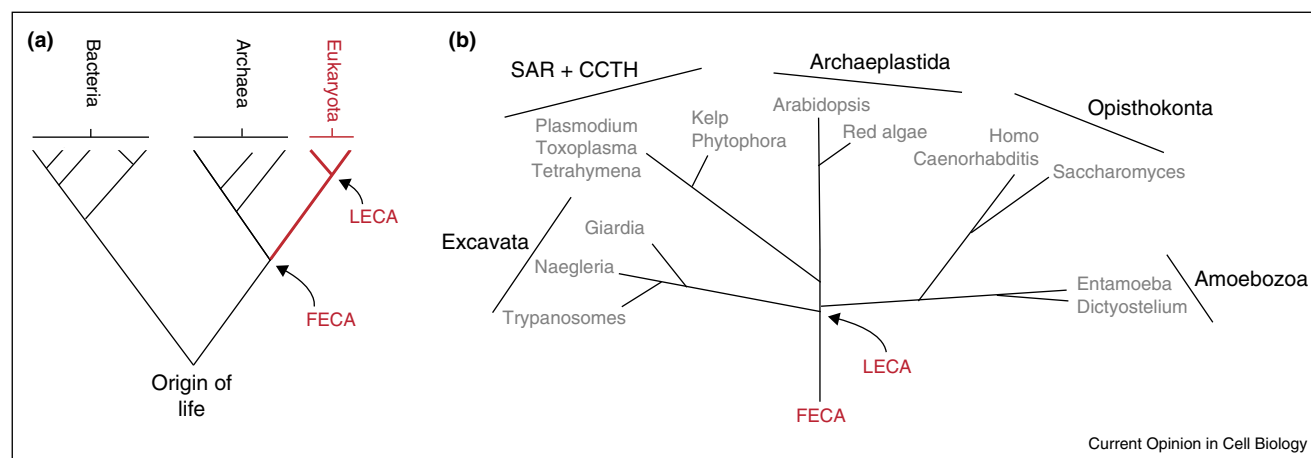 (a)
Bacteria
Archaea
Eukaryota
LECA
FECA
Origin of
life
(b)
SAR + CCTH
Archaeplastida
Opisthokonta
Excavata
Amoebozoa
Plasmodium
Toxoplasma
Tetrahymena
Kelp
Phytophora
Arabidopsis
Red algae
Homo
Caenorhabditis
Saccharomyces
Giardia
Naegleria
Trypanosomes
Entamoeba
Dictyostelium
LECA
FECA
Current Opinion in Cell Biology